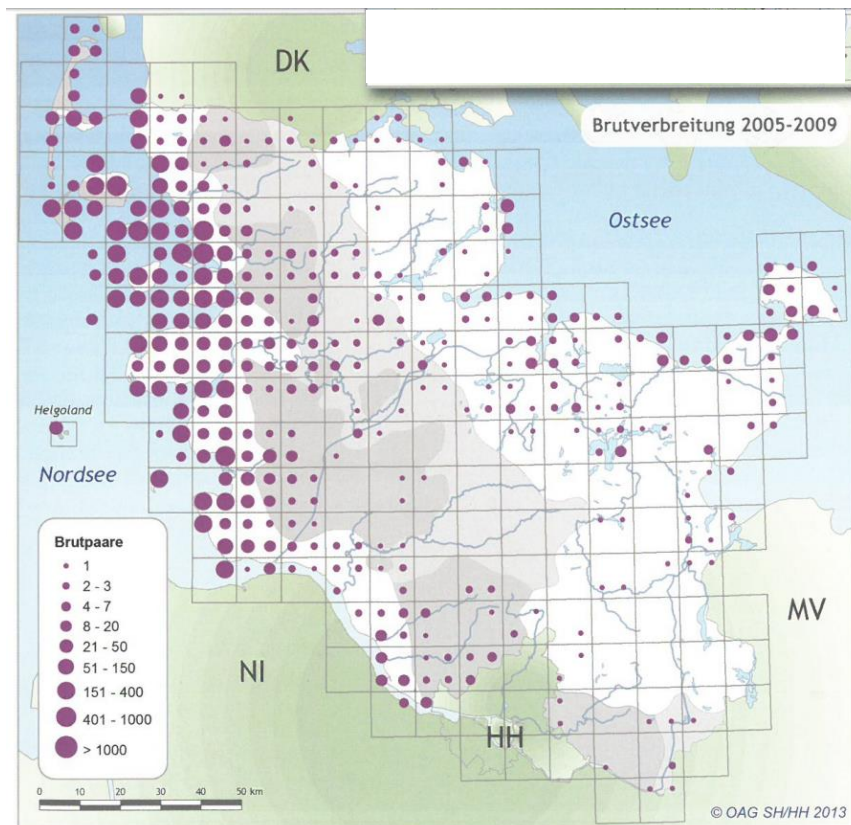 DK
Brutverbreitung 2005-2009
Ostsee
Helgoland
Nordsee
Brutpaare
1
2 - 3
4 - 7
8 - 20
21 - 50
51 - 150
151 - 400
401 - 1000
> 1000
NI
MV
HH
0 10 20 30 40 50 km
© OAG SH/HH 2013